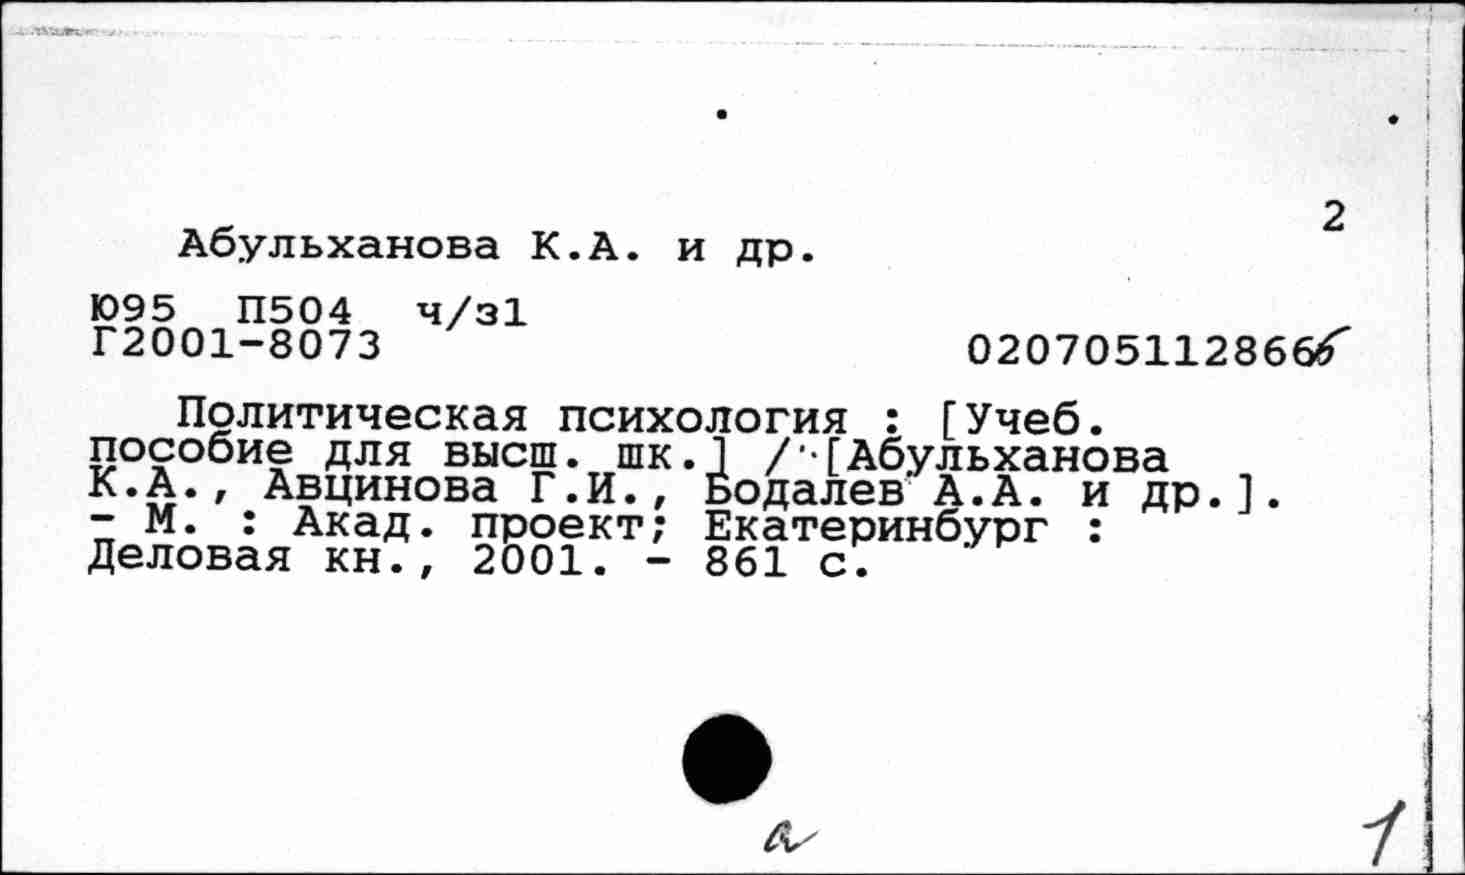 2
Абульханова К.А. и др.
Ю95 П504 ч/з1
Г2001-8073
020705112866
Политическая психология : [Учеб.
пособие для высш. шк.] / [Абульханова
К.А., Авцинова Г.И., Бодалев А.А. и др.].
- М. : Акад. проект; Екатеринбург :
Деловая кн., 2001. - 861 с.
1